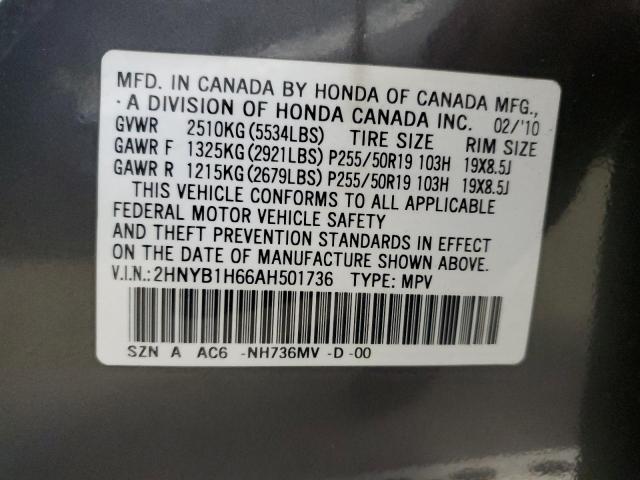 MFD. IN CANADA BY HONDA OF CANADA MFG.,
A DIVISION OF HONDA CANADA INC. 02/'10
GVWR 2510KG(5534LBS) TIRE SIZE RIM SIZE
GAWR F 1325KG(2921LBS) P255/50R19 103H 19X8.5J
GAWR R 1215KG(2679LBS) P255/50R19 103H 19X8.5J
THIS VEHICLE CONFORMS TO ALL APPLICABLE
FEDERAL MOTOR VEHICLE SAFETY
AND THEFT PREVENTION STANDARDS IN EFFECT
ON THE DATE OF MANUFACTURE SHOWN ABOVE.
V.I.N.:2HNYB1H66AH501736 TYPE: MPV
SZN A AC6 -NH736MV -D -00